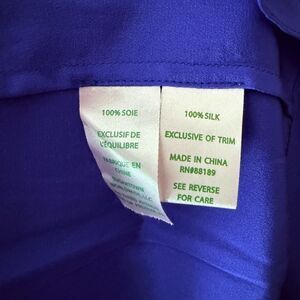 100% SOIE
EXCLUSIF DE
L'ÉQUILIBRE
FABRIQUÉ EN
CHINE
100% SILK
EXCLUSIVE OF TRIM
MADE IN CHINA
RN#88189
SEE REVERSE
FOR CARE